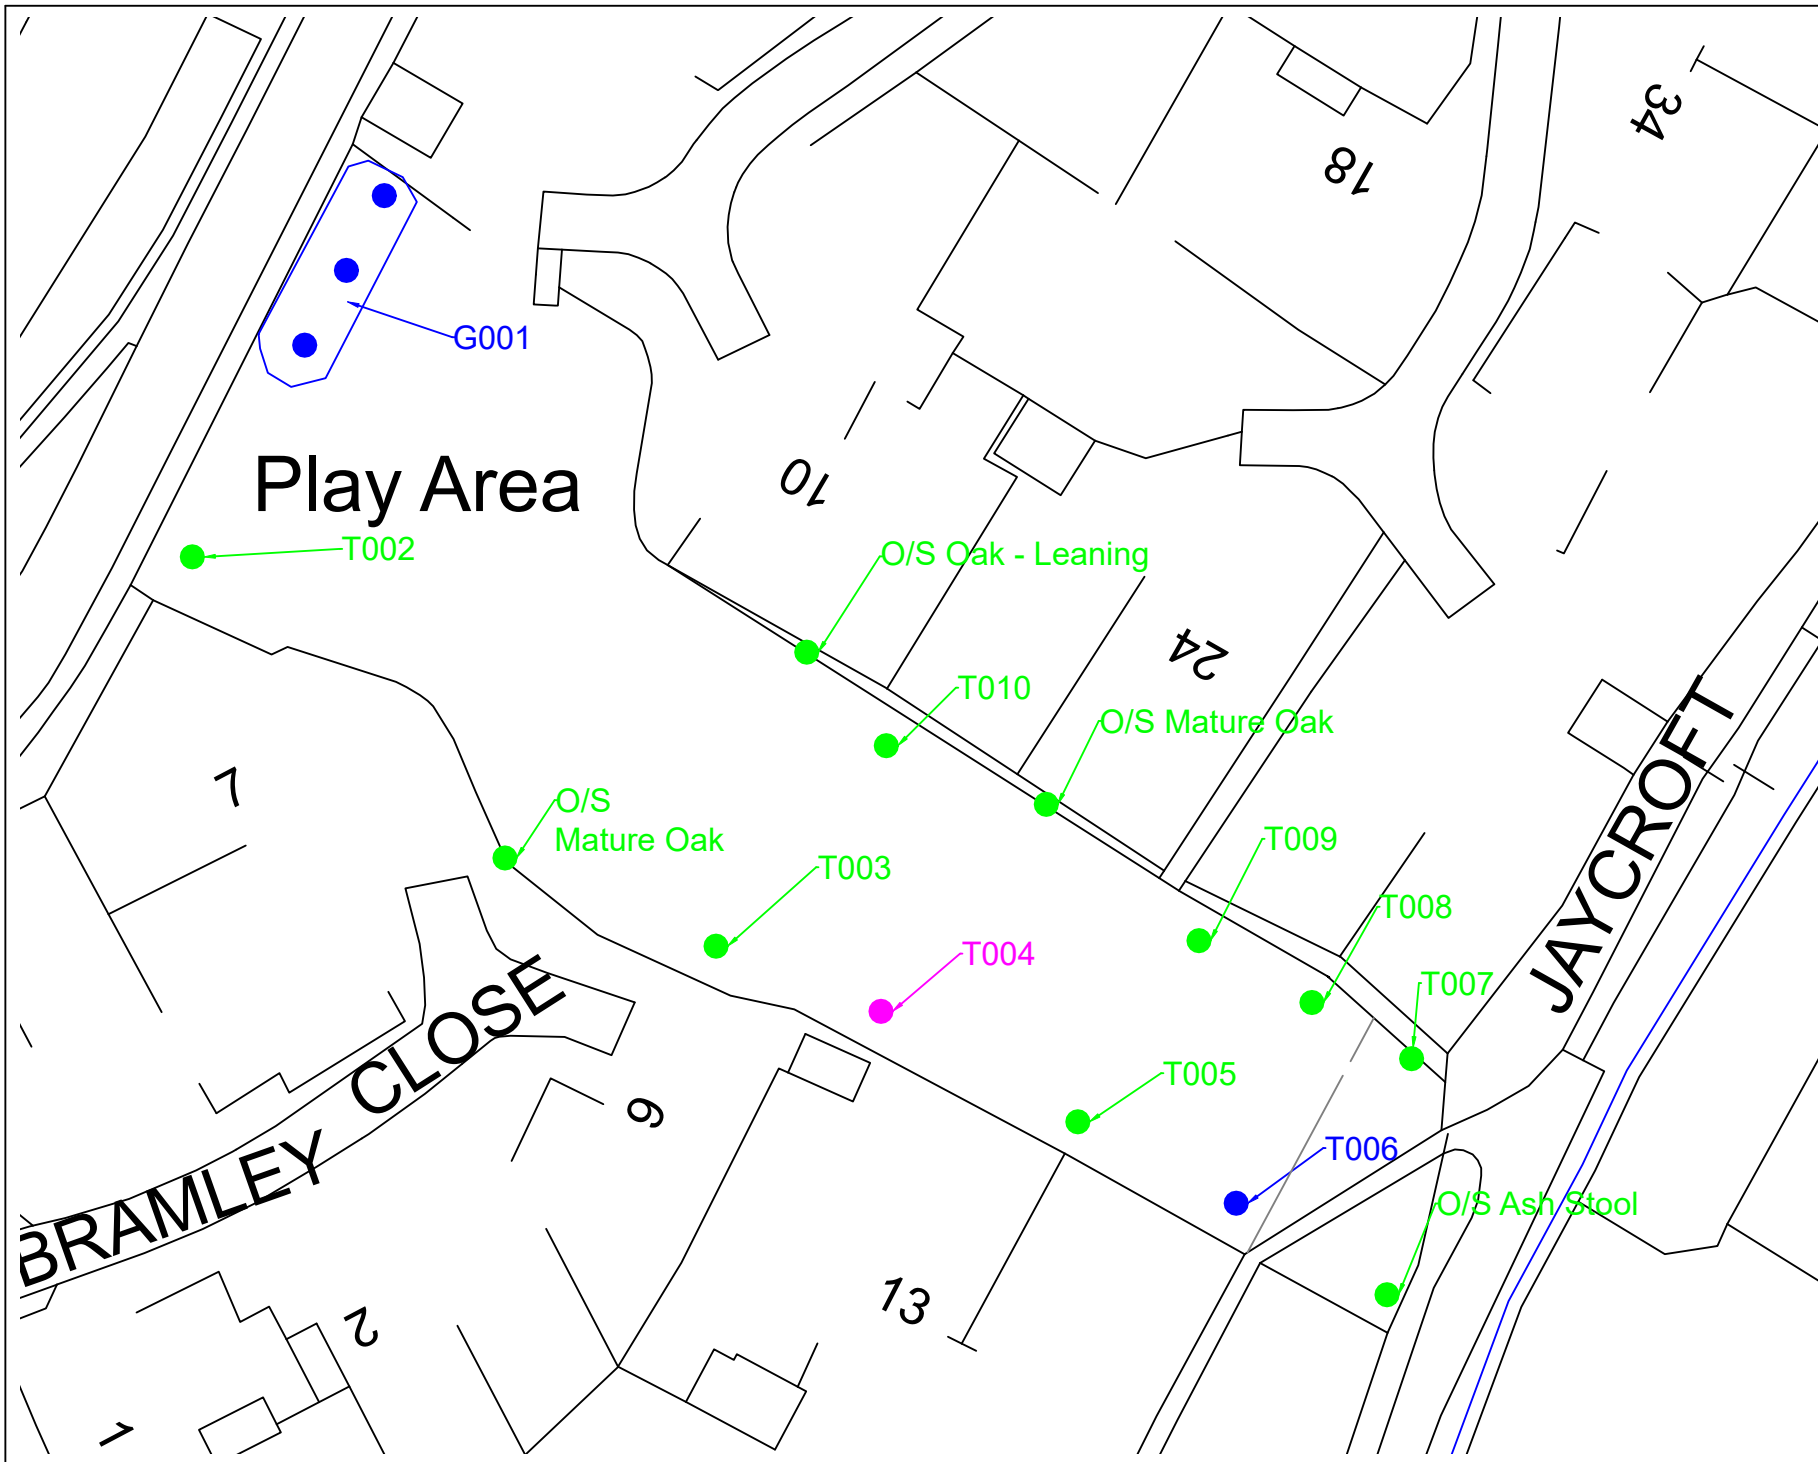 34
18
G001
Play Area
10
T002
O/S Oak - Leaning
24
T010
O/S Mature Oak
JAYCROFT
7
O/S
Mature Oak
T003
T009
T008
T004
T007
BRAMLEY CLOSE
T005
9
T006
O/S Ash Stool
13
2
1